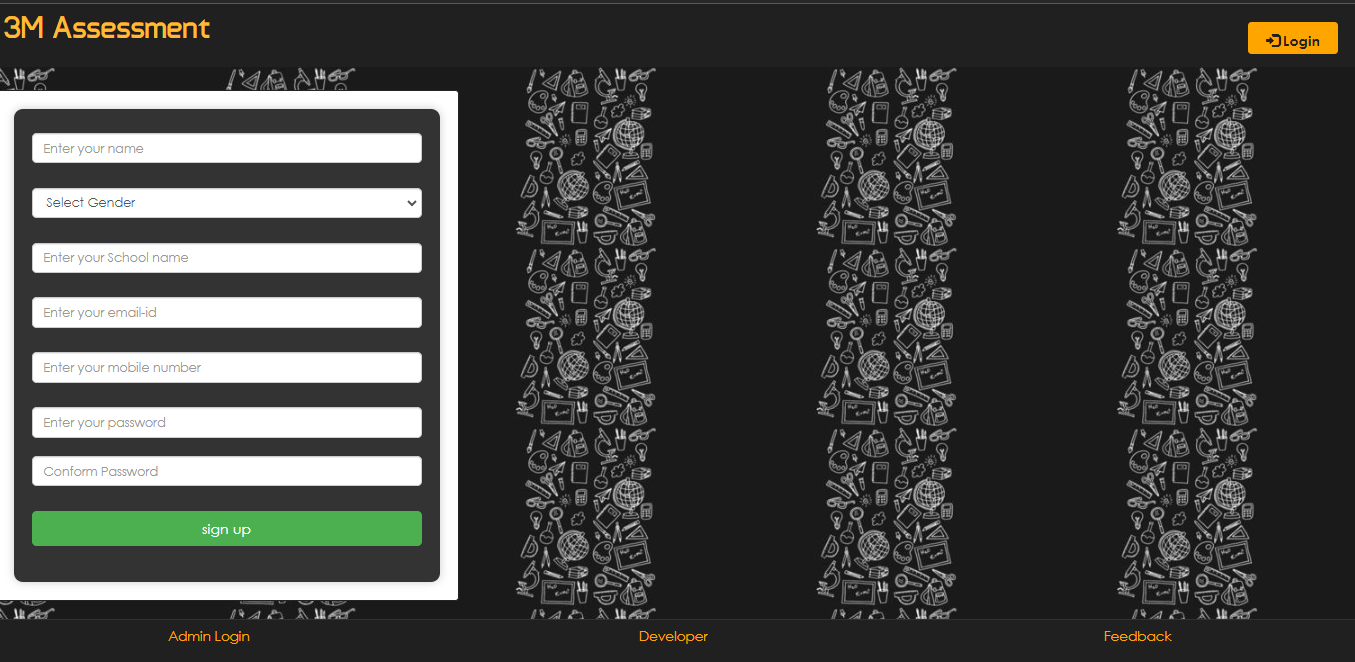 3M Assessment
Login
Enter your name
Select Gender
Enter your School name
Enter your email-id
Enter your mobile number
Enter your password
Conform Password
sign up
Admin Login
Developer
Feedback